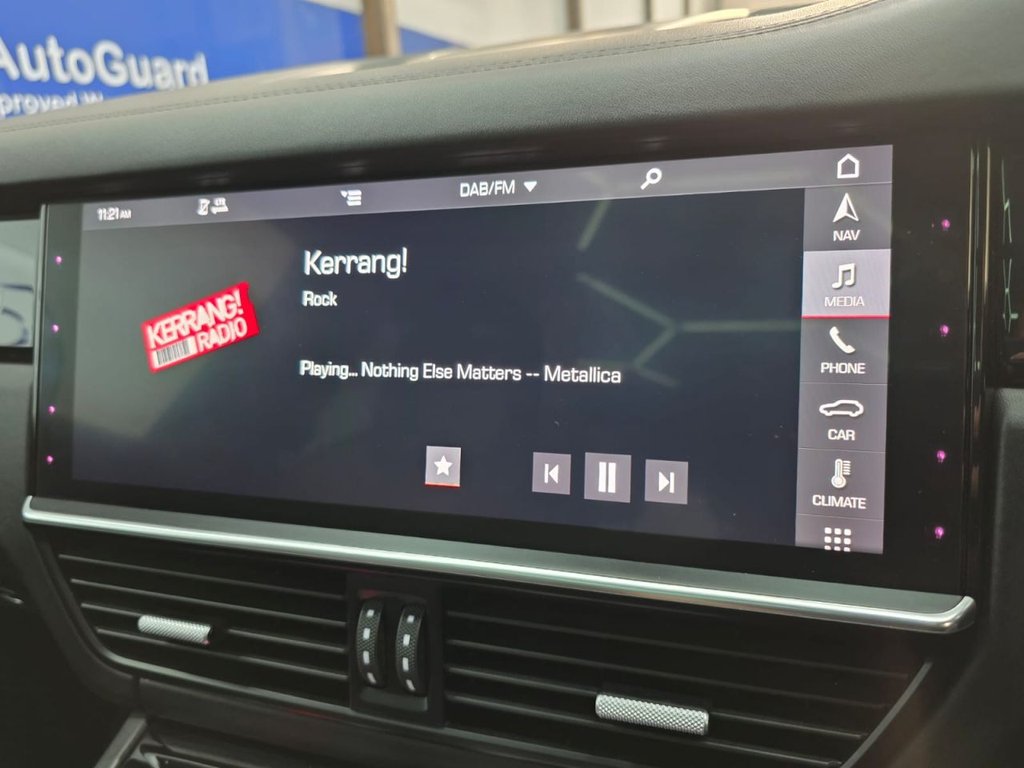 AutoGuard
11:21 AM
LTE
DAB/FM
NAV
MEDIA
PHONE
CAR
CLIMATE
Kerrang!
Rock
KERRANG!
RADIO
Playing... Nothing Else Matters -- Metallica